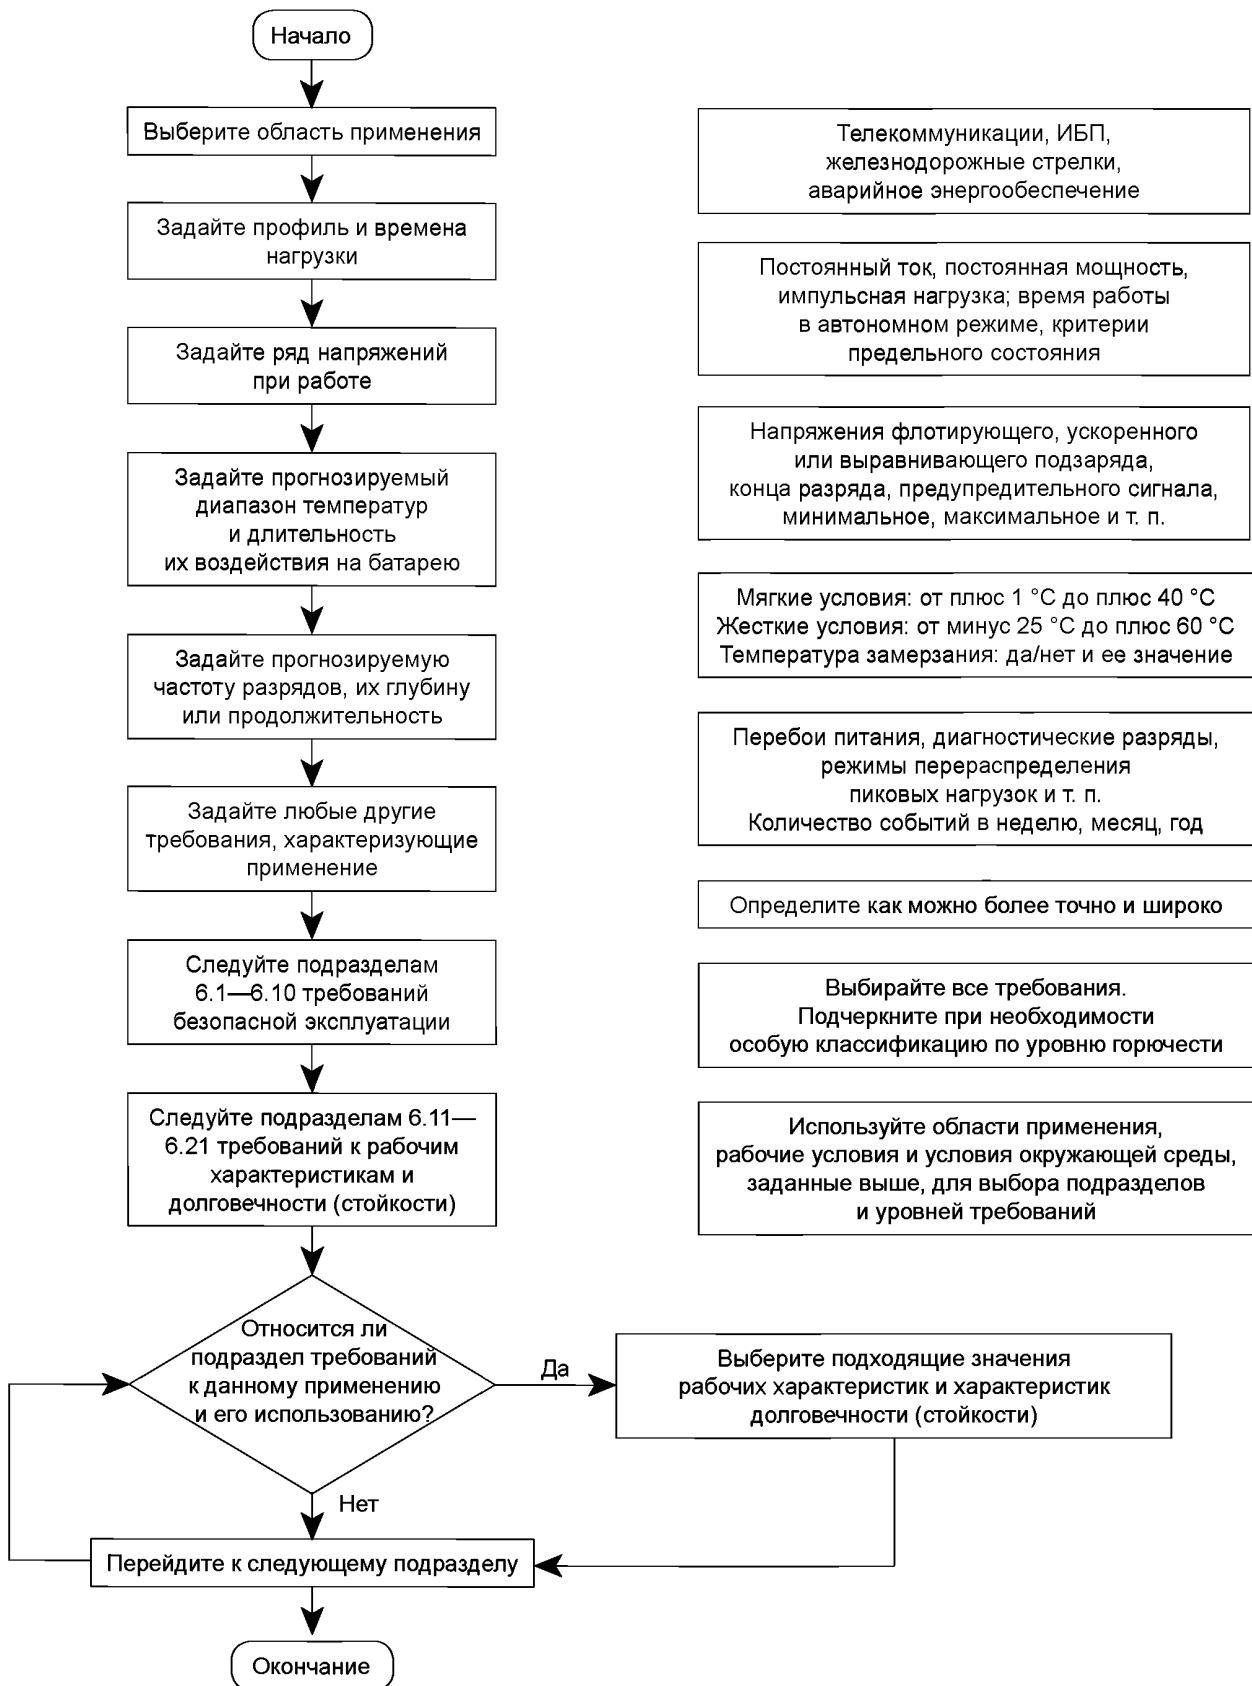 Начало
Выберите область применения
Телекоммуникации, ИБП,
железнодорожные стрелки,
аварийное энергообеспечение
Задайте профиль и времена
нагрузки
Постоянный ток, постоянная мощность,
импульсная нагрузка; время работы
в автономном режиме, критерии
предельного состояния
Задайте ряд напряжений
при работе
Напряжения флотирующего, ускоренного
или выравнивающего подзаряда,
конца разряда, предупредительного сигнала,
минимальное, максимальное и т. п.
Задайте прогнозируемый
диапазон температур
и длительность
их воздействия на батарею
Мягкие условия: от плюс 1 °С до плюс 40 °С
Жесткие условия: от минус 25 °С до плюс 60 °С
Температура замерзания: да/нет и ее значение
Задайте прогнозируемую
частоту разрядов, их глубину
или продолжительность
Перебои питания, диагностические разряды,
режимы перераспределения
пиковых нагрузок и т. п.
Количество событий в неделю, месяц, год
Задайте любые другие
требования, характеризующие
применение
Определите как можно более точно и широко
Следуйте подразделам
6.1—6.10 требований
безопасной эксплуатации
Выбирайте все требования.
Подчеркните при необходимости
особую классификацию по уровню горючести
Следуйте подразделам 6.11—
6.21 требований к рабочим
характеристикам и
долговечности (стойкости)
Используйте области применения,
рабочие условия и условия окружающей среды,
заданные выше, для выбора подразделов
и уровней требований
Относится ли
подраздел требований
к данному применению
и его использованию?
Да
Выберите подходящие значения
рабочих характеристик и характеристик
долговечности (стойкости)
Нет
Перейдите к следующему подразделу
Окончание